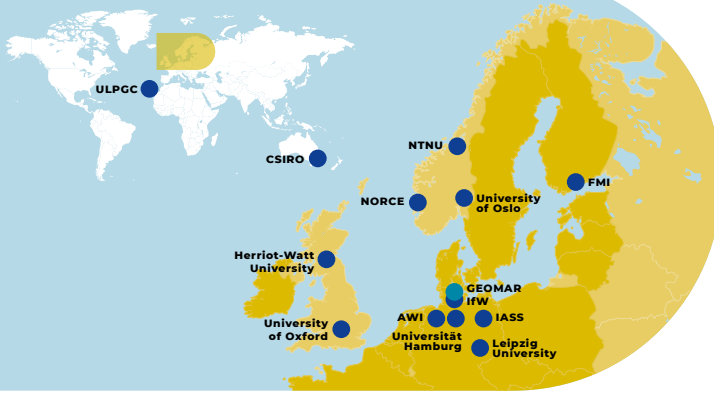 ULPGC
CSIRO
NTNU
FMI
NORCE
University
of Oslo
Herriot-Watt
University
GEOMAR
IfW
AWI
IASS
University
of Oxford
Universität
Hamburg
Leipzig
University